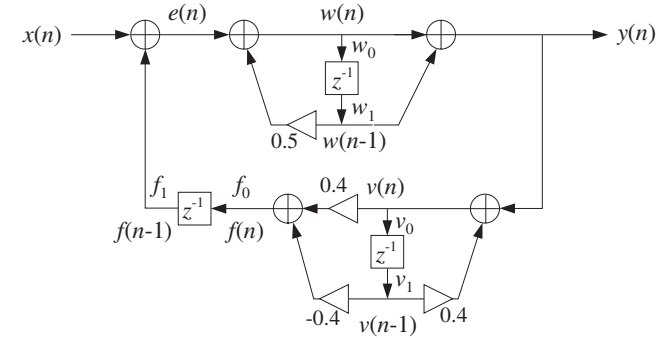 e(n) w(n)
x(n) y(n)
w₀
z⁻¹
w₁
0.5 w(n-1)
0.4 v(n)
f₁ f₀
z⁻¹
f(n-1) f(n)
v₀
z⁻¹
v₁
-0.4 v(n-1) 0.4